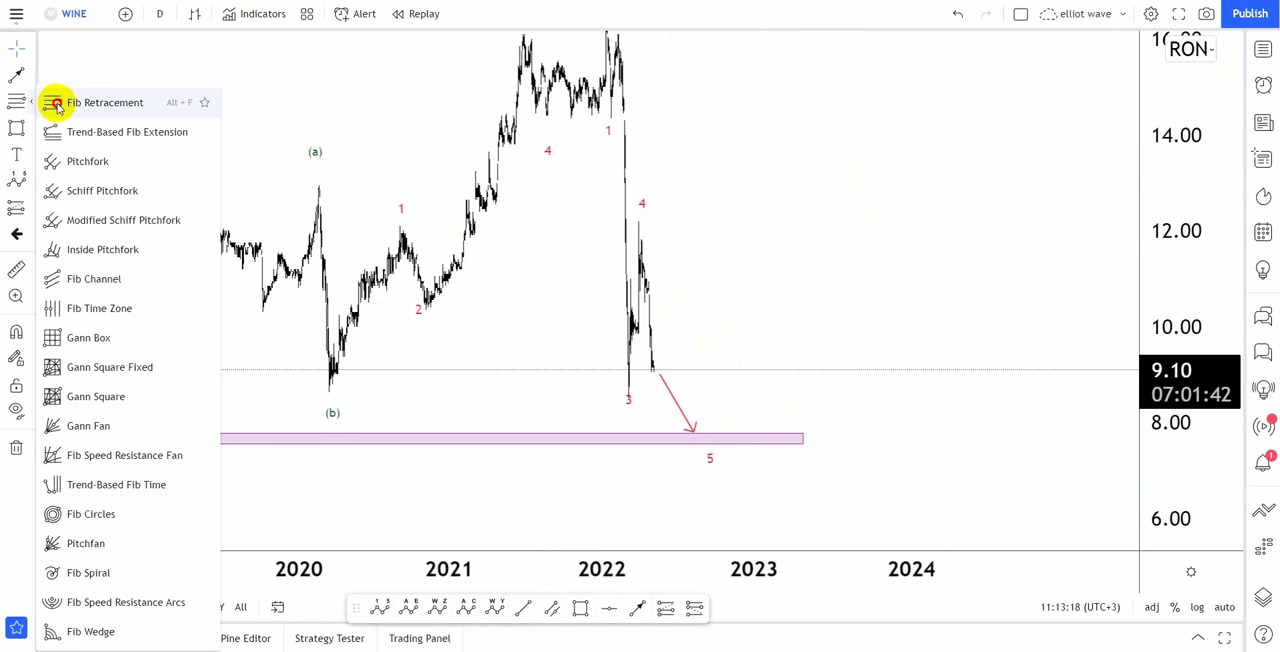 WINE D Indicators Alert Replay elliot wave Publish
RON
Fib Retracement Alt + F
Trend-Based Fib Extension
Pitchfork
Schiff Pitchfork
Modified Schiff Pitchfork
Inside Pitchfork
Fib Channel
Fib Time Zone
Gann Box
Gann Square Fixed
Gann Square
Gann Fan
Fib Speed Resistance Fan
Trend-Based Fib Time
Fib Circles
Pitchfan
Fib Spiral
Fib Speed Resistance Arcs
Fib Wedge
(a)
(b)
1
2
4
1
4
3
5
14.00
12.00
10.00
9.10
07:01:42
8.00
6.00
2020 2021 2022 2023 2024
All
11:13:18 (UTC+3) adj % log auto
Pine Editor Strategy Tester Trading Panel